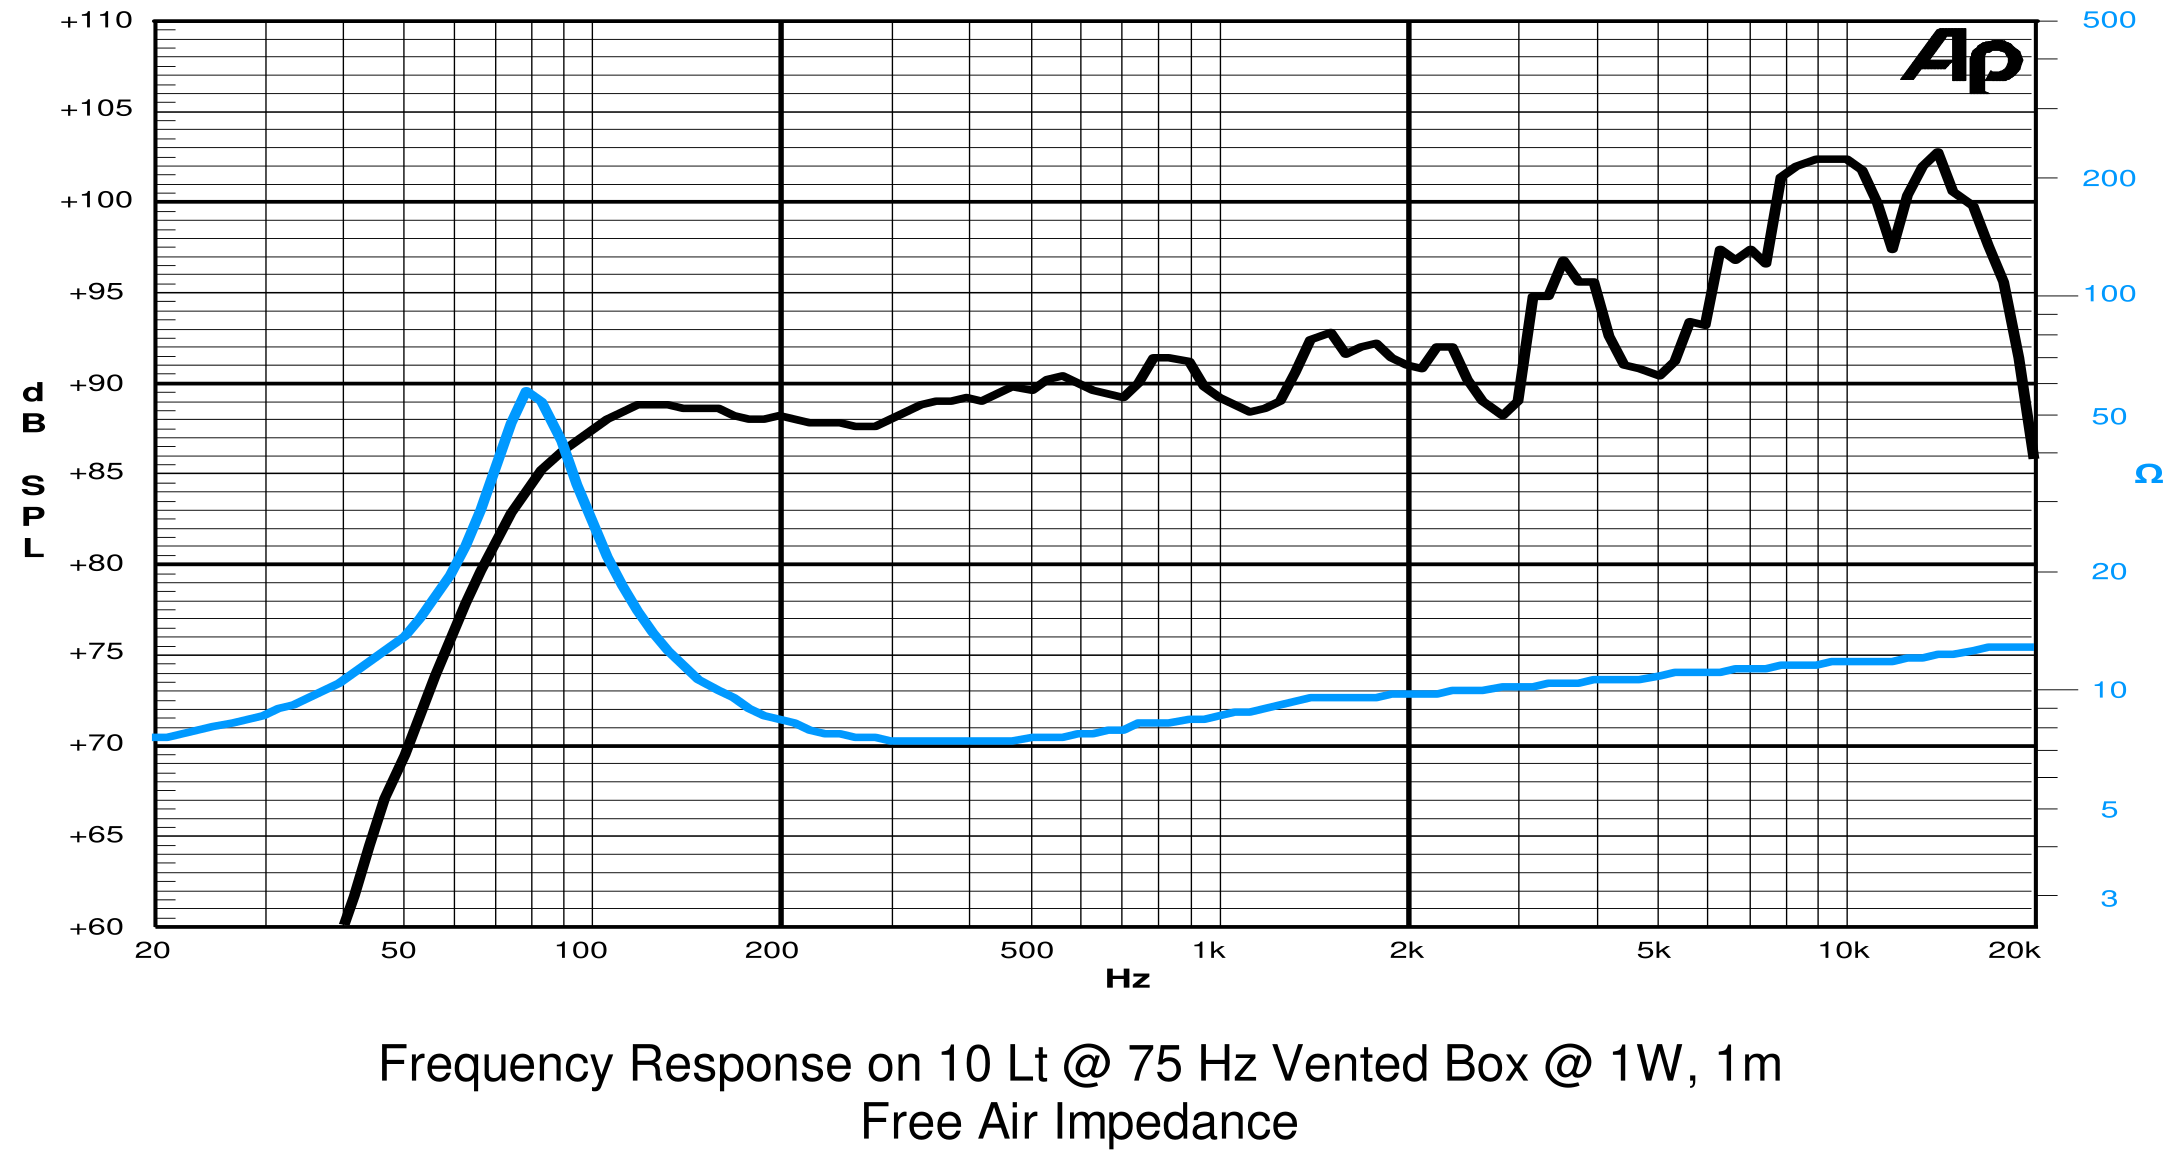 Ap
+110
+105
+100
+95
+90
+85
+80
+75
+70
+65
+60
dB SPL
500
200
100
50
Ω
20
10
5
3
20 50 100 200 500 1k 2k 5k 10k 20k
Hz
Frequency Response on 10 Lt @ 75 Hz Vented Box @ 1W, 1m
Free Air Impedance